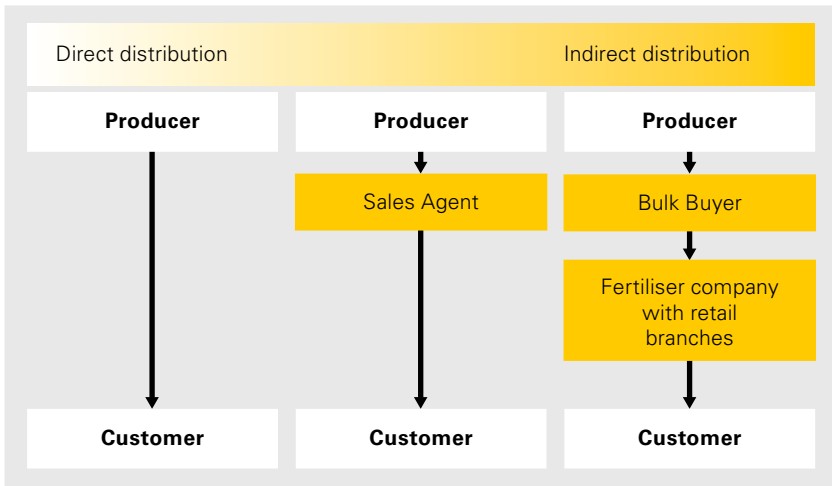 Direct distribution
Indirect distribution
Producer
Producer
Producer
Sales Agent
Bulk Buyer
Fertiliser company
with retail
branches
Customer
Customer
Customer